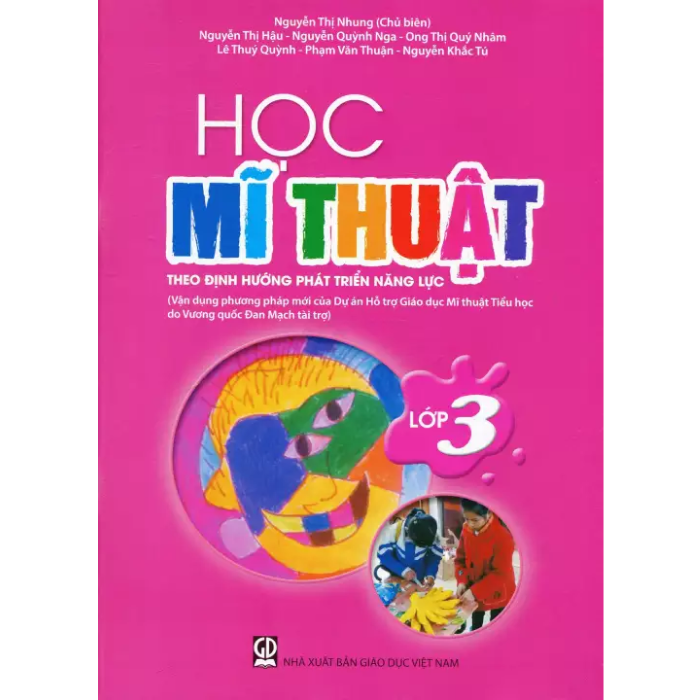 Nguyễn Thị Nhung (Chủ biên)
Nguyễn Thị Hậu - Nguyễn Quỳnh Nga - Ong Thị Quý Nhâm
Lê Thuý Quỳnh - Phạm Văn Thuận - Nguyễn Khắc Tú
HỌC
MĨ THUẬT
THEO ĐỊNH HƯỚNG PHÁT TRIỂN NĂNG LỰC
(Vận dụng phương pháp mới của Dự án Hỗ trợ Giáo dục Mĩ thuật Tiểu học
do Vương quốc Đan Mạch tài trợ)
LỚP 3
GD
NHÀ XUẤT BẢN GIÁO DỤC VIỆT NAM